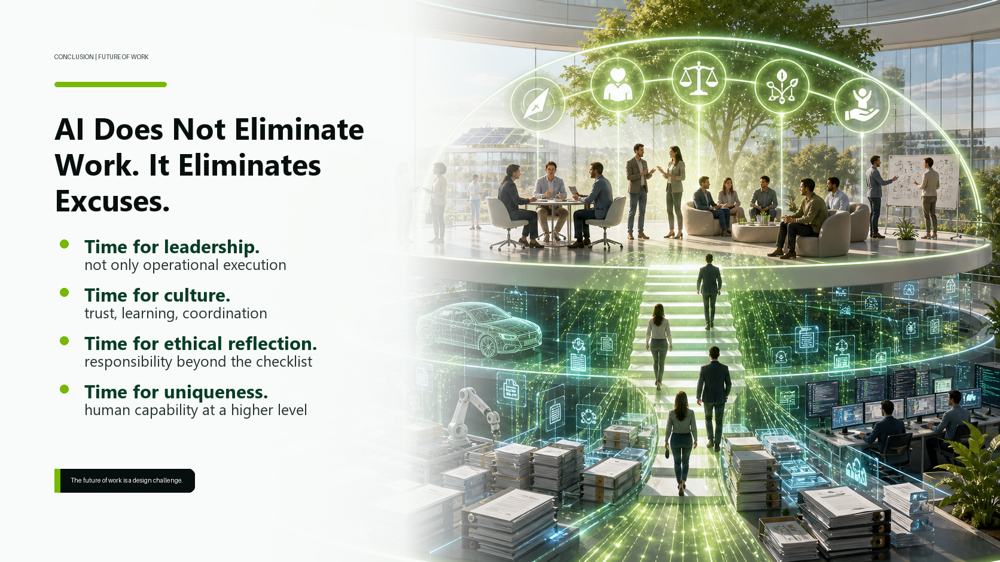 CONCLUSION | FUTURE OF WORK
AI Does Not Eliminate
Work. It Eliminates
Excuses.
Time for leadership.
not only operational execution
Time for culture.
trust, learning, coordination
Time for ethical reflection.
responsibility beyond the checklist
Time for uniqueness.
human capability at a higher level
The future of work is a design challenge.